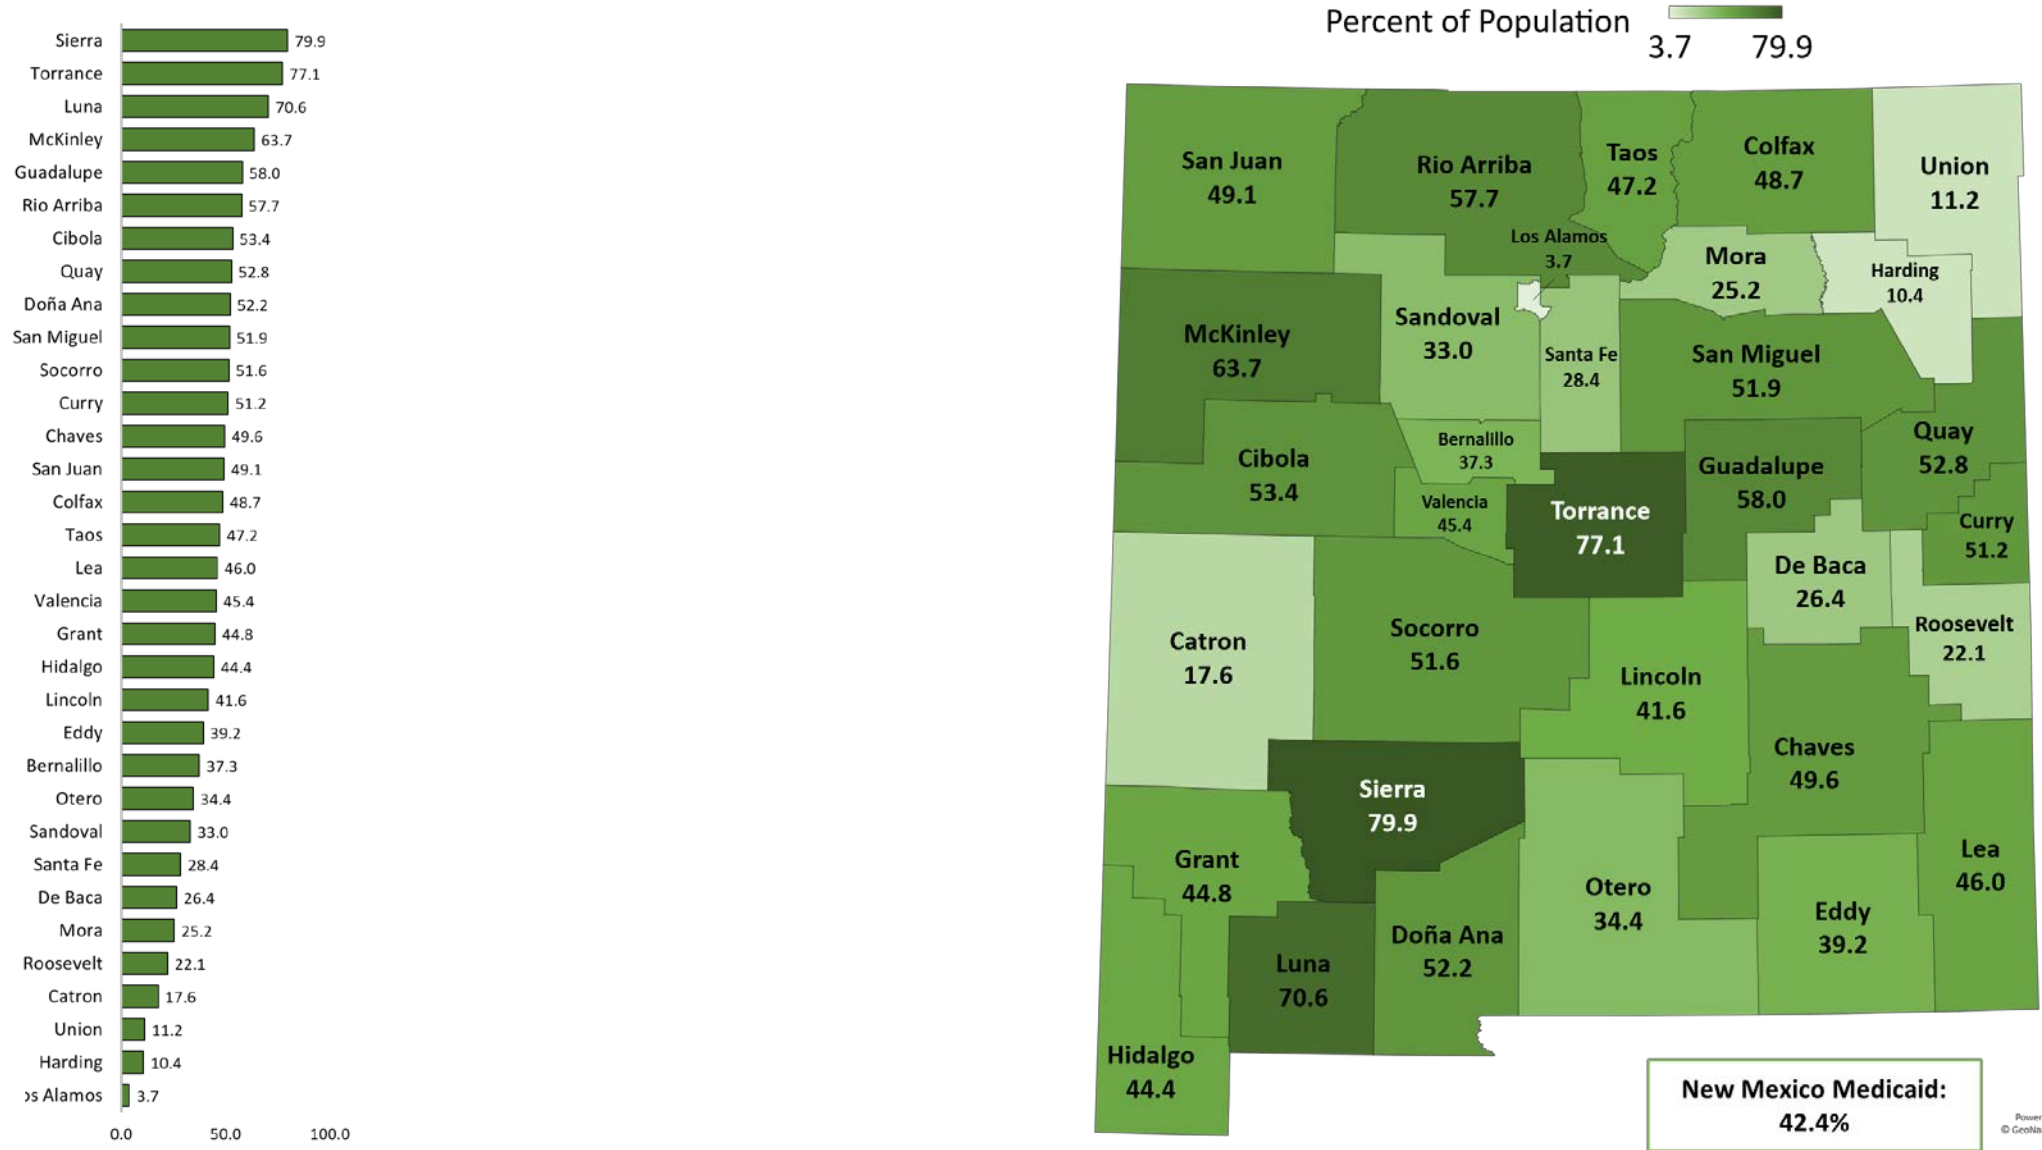 Sierra 79.9
Torrance 77.1
Luna 70.6
McKinley 63.7
Guadalupe 58.0
Rio Arriba 57.7
Cibola 53.4
Quay 52.8
Doña Ana 52.2
San Miguel 51.9
Socorro 51.6
Curry 51.2
Chaves 49.6
San Juan 49.1
Colfax 48.7
Taos 47.2
Lea 46.0
Valencia 45.4
Grant 44.8
Hidalgo 44.4
Lincoln 41.6
Eddy 39.2
Bernalillo 37.3
Otero 34.4
Sandoval 33.0
Santa Fe 28.4
De Baca 26.4
Mora 25.2
Roosevelt 22.1
Catron 17.6
Union 11.2
Harding 10.4
os Alamos 3.7
0.0 50.0 100.0
Percent of Population
3.7 79.9
San Juan
49.1
Rio Arriba
57.7
Taos
47.2
Colfax
48.7
Union
11.2
Los Alamos
3.7
Mora
25.2
Harding
10.4
McKinley
63.7
Sandoval
33.0
Santa Fe
28.4
San Miguel
51.9
Quay
52.8
Cibola
53.4
Bernalillo
37.3
Valencia
45.4
Torrance
77.1
Guadalupe
58.0
Curry
51.2
De Baca
26.4
Roosevelt
22.1
Catron
17.6
Socorro
51.6
Lincoln
41.6
Chaves
49.6
Sierra
79.9
Grant
44.8
Otero
34.4
Lea
46.0
Eddy
39.2
Doña Ana
52.2
Luna
70.6
Hidalgo
44.4
New Mexico Medicaid:
42.4%
Power
© GeoNa